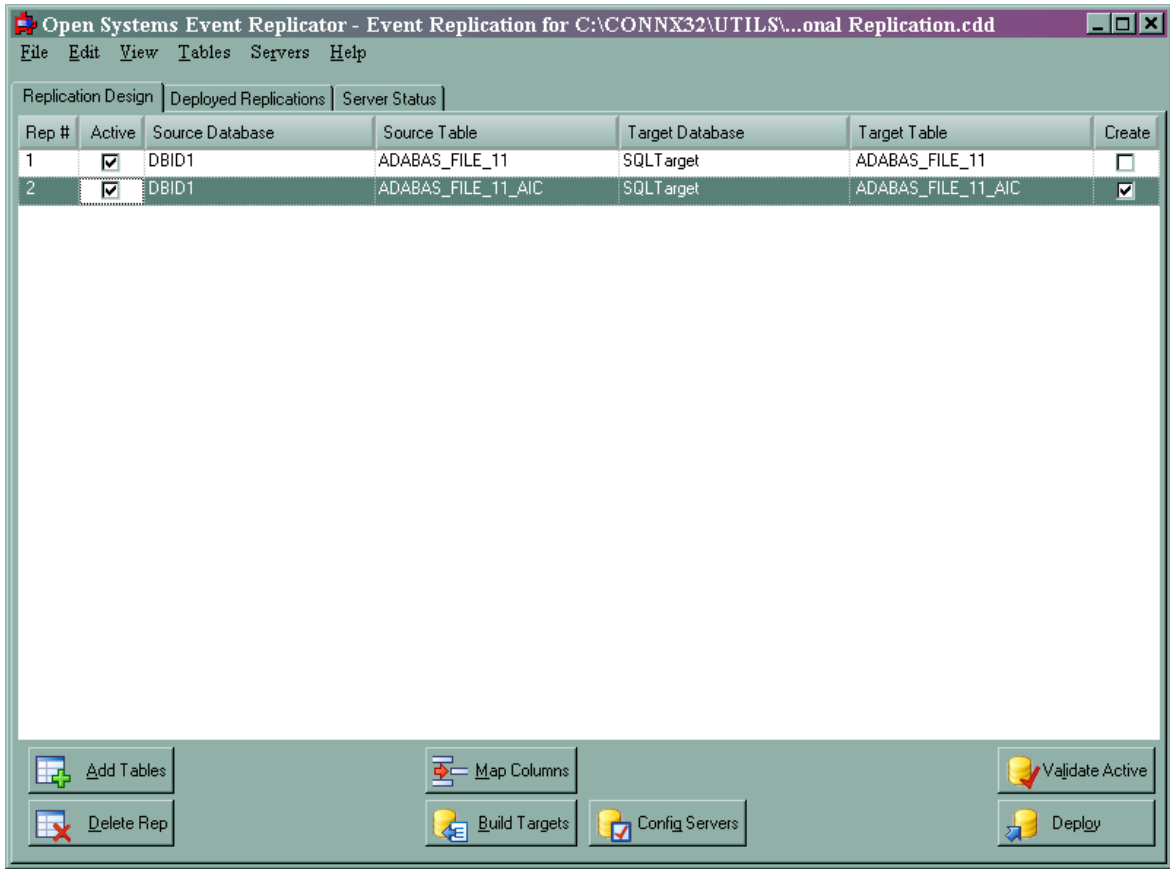 Open Systems Event Replicator - Event Replication for C:\CONNX32\UTILS\...onal Replication.cdd
File Edit View Tables Servers Help
Replication Design Deployed Replications Server Status
Rep # Active Source Database Source Table Target Database Target Table Create
1 DBID1 ADABAS_FILE_11 SQLTarget ADABAS_FILE_11
2 DBID1 ADABAS_FILE_11_AIC SQLTarget ADABAS_FILE_11_AIC
Add Tables Map Columns Validate Active
Delete Rep Build Targets Config Servers Deploy